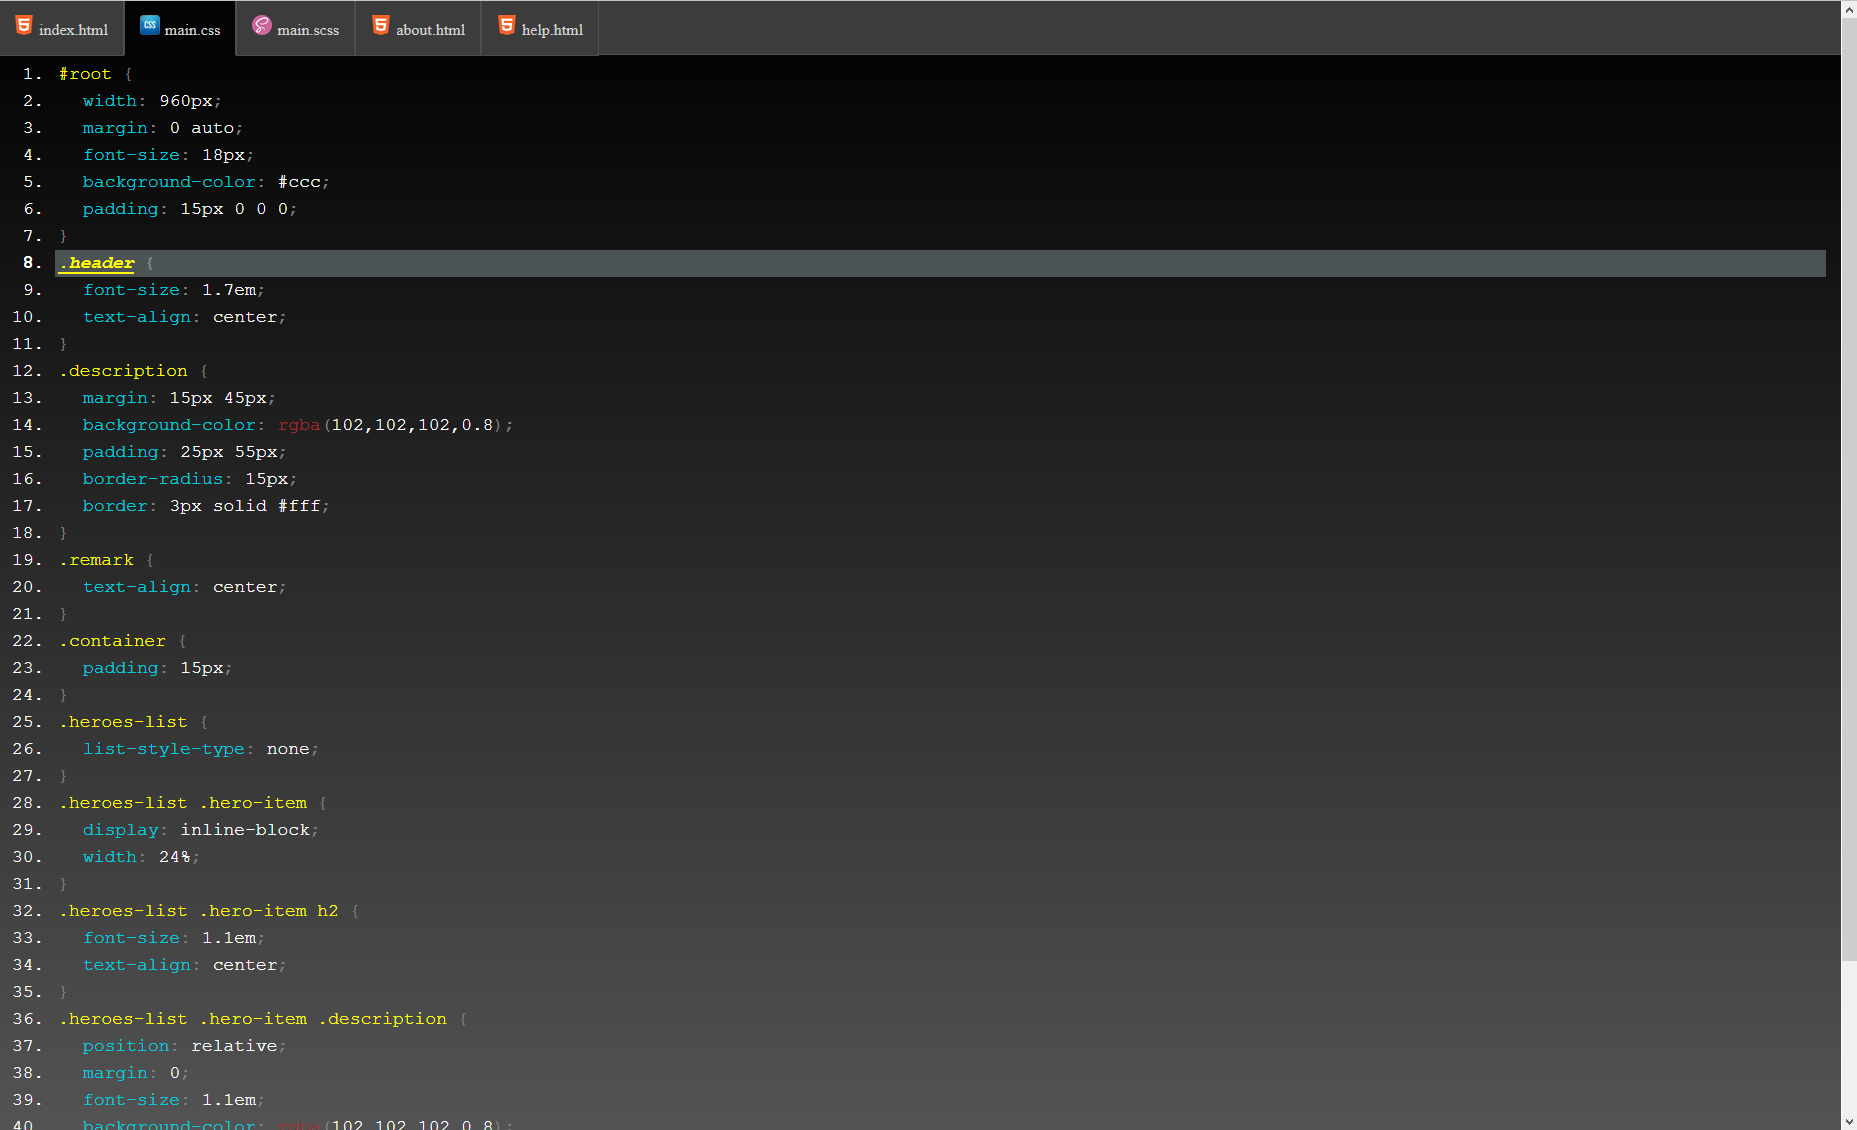 index.html main.css main.scss about.html help.html
1. #root {
2. width: 960px;
3. margin: 0 auto;
4. font-size: 18px;
5. background-color: #ccc;
6. padding: 15px 0 0 0;
7. }
8. .header {
9. font-size: 1.7em;
10. text-align: center;
11. }
12. .description {
13. margin: 15px 45px;
14. background-color: rgba(102,102,102,0.8);
15. padding: 25px 55px;
16. border-radius: 15px;
17. border: 3px solid #fff;
18. }
19. .remark {
20. text-align: center;
21. }
22. .container {
23. padding: 15px;
24. }
25. .heroes-list {
26. list-style-type: none;
27. }
28. .heroes-list .hero-item {
29. display: inline-block;
30. width: 24%;
31. }
32. .heroes-list .hero-item h2 {
33. font-size: 1.1em;
34. text-align: center;
35. }
36. .heroes-list .hero-item .description {
37. position: relative;
38. margin: 0;
39. font-size: 1.1em;
40. background-color: rgba(102,102,102,0.8);